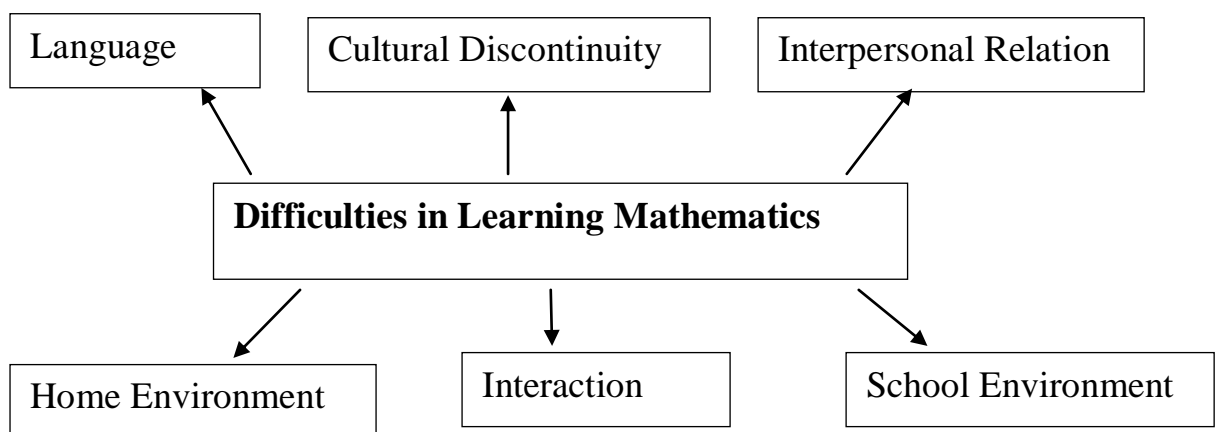 Language
Cultural Discontinuity
Interpersonal Relation
Difficulties in Learning Mathematics
Home Environment
Interaction
School Environment